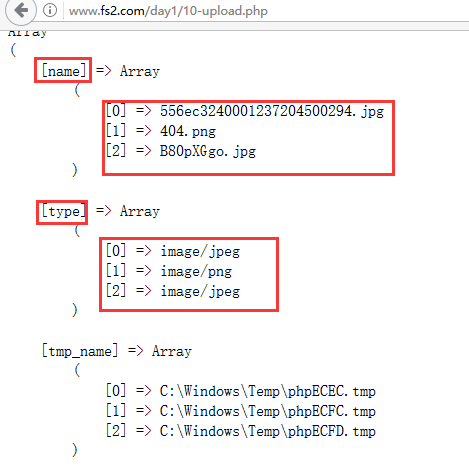 www.fs2.com/day1/10-upload.php
Array
(
[name] => Array
(
[0] => 556ec3240001237204500294.jpg
[1] => 404.png
[2] => B80pXGgo.jpg
)
[type] => Array
(
[0] => image/jpeg
[1] => image/png
[2] => image/jpeg
)
[tmp_name] => Array
(
[0] => C:\Windows\Temp\phpECEC.tmp
[1] => C:\Windows\Temp\phpECFC.tmp
[2] => C:\Windows\Temp\phpECFD.tmp
)